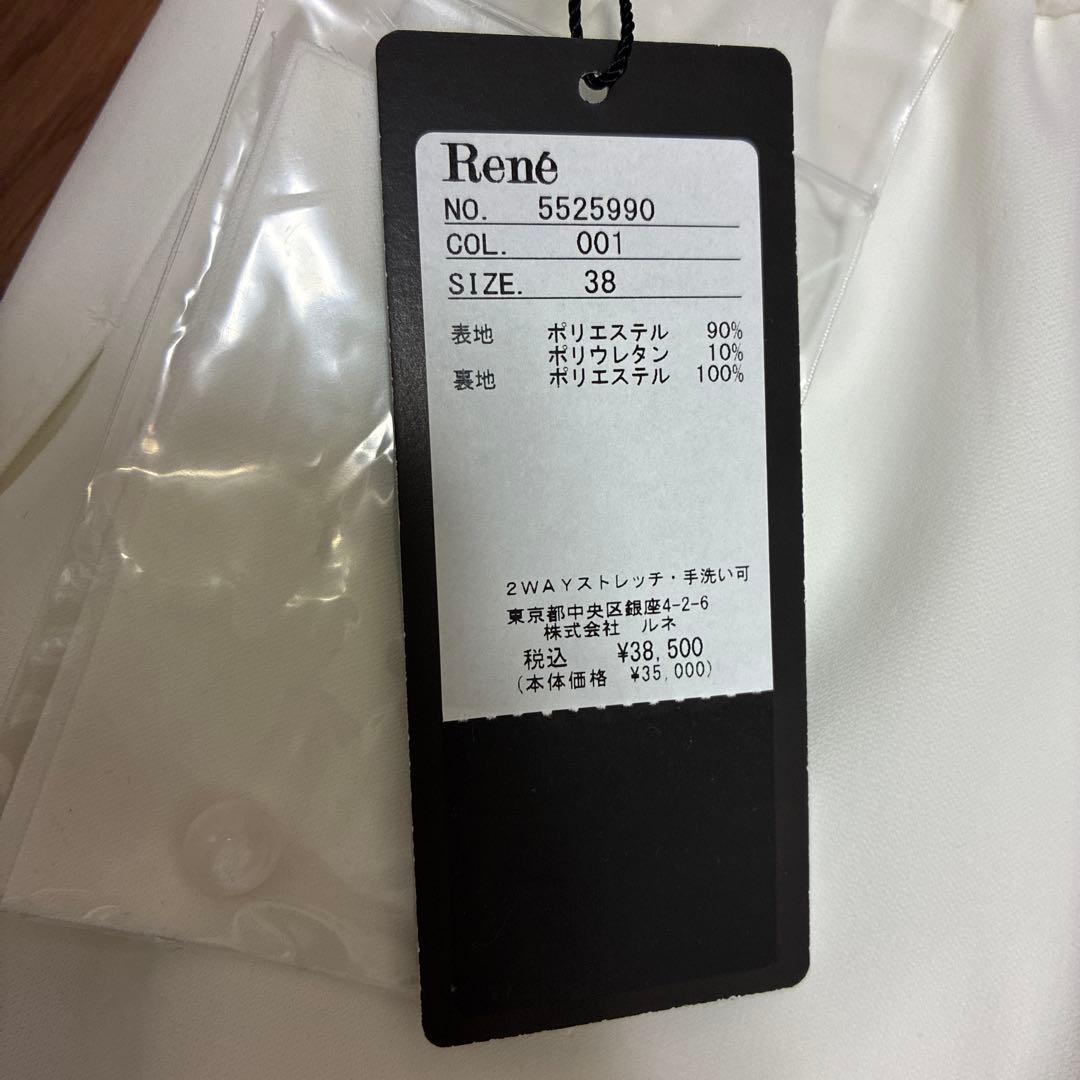 René
NO. 5525990
COL. 001
SIZE. 38
表地 ポリエステル 90%
ポリウレタン 10%
裏地 ポリエステル 100%
2WAYストレッチ・手洗い可
東京都中央区銀座4-2-6
株式会社 ルネ
税込 ¥38,500
(本体価格 ¥35,000)